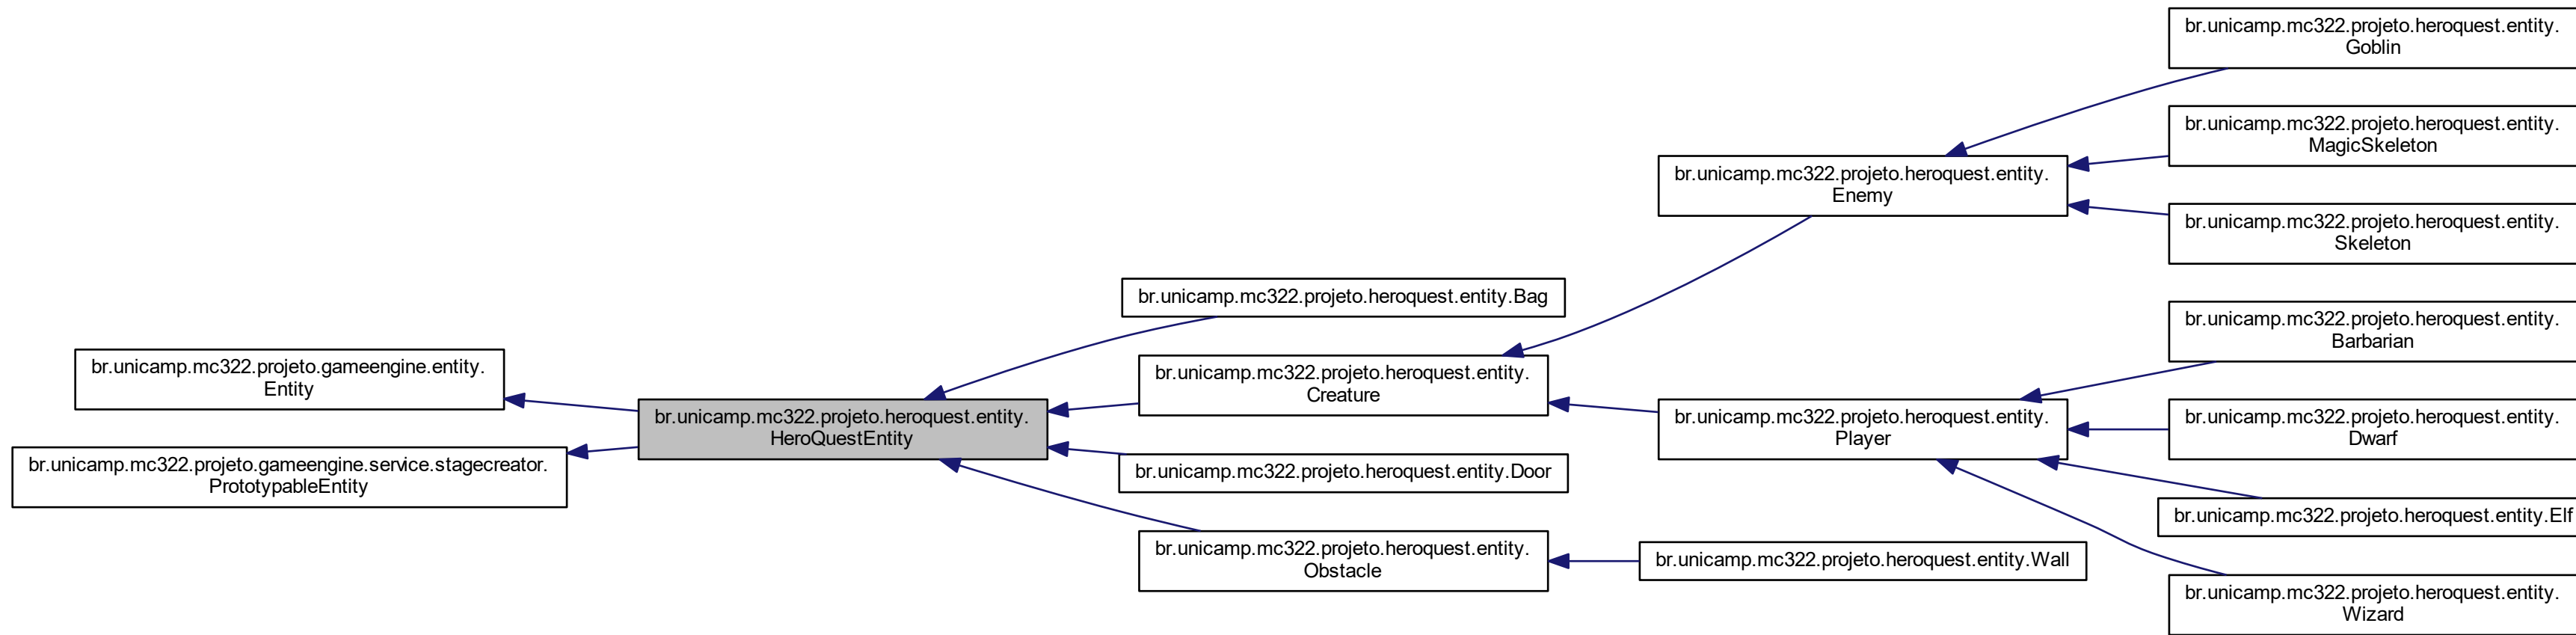 br.unicamp.mc322.projeto.heroquest.entity.
Goblin
br.unicamp.mc322.projeto.heroquest.entity.
MagicSkeleton
br.unicamp.mc322.projeto.heroquest.entity.
Enemy
br.unicamp.mc322.projeto.heroquest.entity.
Skeleton
br.unicamp.mc322.projeto.heroquest.entity.Bag
br.unicamp.mc322.projeto.heroquest.entity.
Barbarian
br.unicamp.mc322.projeto.gameengine.entity.
Entity
br.unicamp.mc322.projeto.heroquest.entity.
Creature
br.unicamp.mc322.projeto.heroquest.entity.
HeroQuestEntity
br.unicamp.mc322.projeto.heroquest.entity.
Player
br.unicamp.mc322.projeto.heroquest.entity.
Dwarf
br.unicamp.mc322.projeto.gameengine.service.stagecreator.
PrototypableEntity
br.unicamp.mc322.projeto.heroquest.entity.Door
br.unicamp.mc322.projeto.heroquest.entity.Elf
br.unicamp.mc322.projeto.heroquest.entity.
Obstacle
br.unicamp.mc322.projeto.heroquest.entity.Wall
br.unicamp.mc322.projeto.heroquest.entity.
Wizard